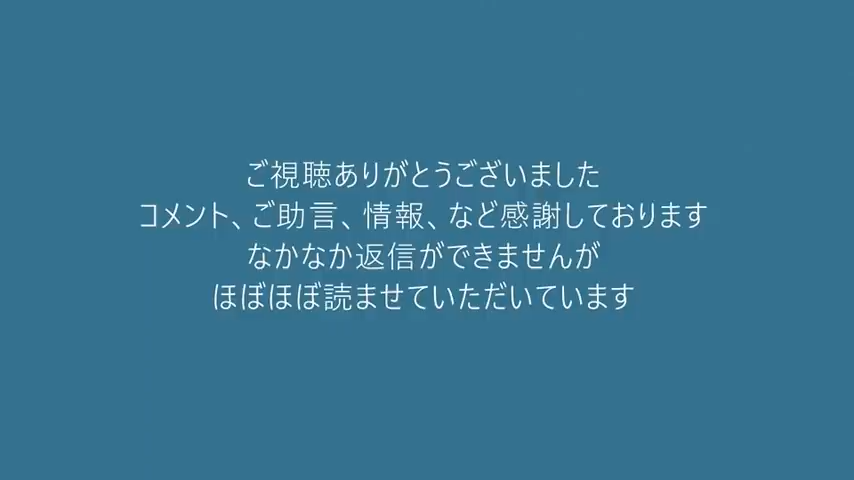 ご視聴ありがとうございました
コメント、ご助言、情報、など感謝しております
なかなか返信ができませんが
ほぼほぼ読ませていただいています